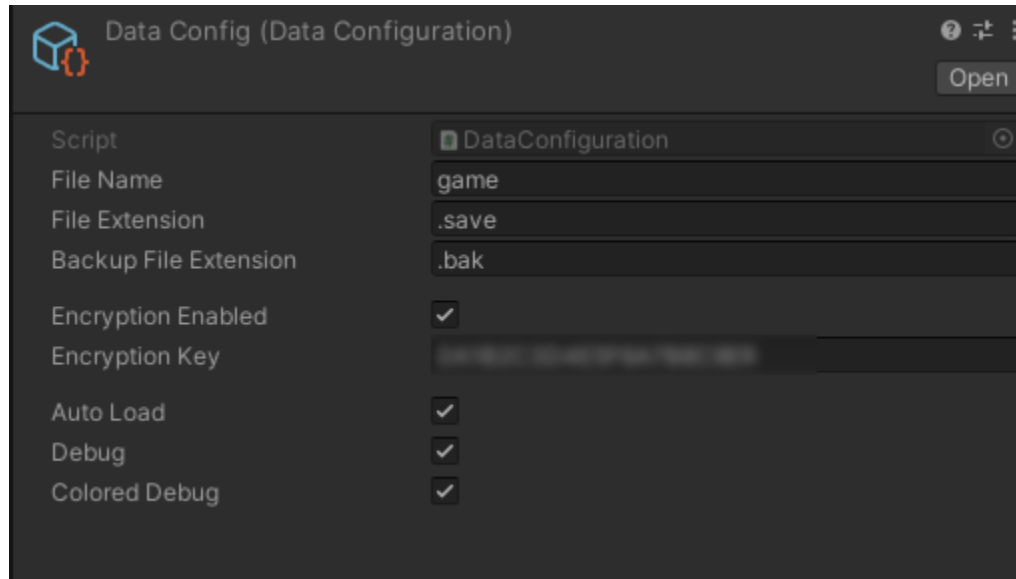 Data Config (Data Configuration)
Open
Script DataConfiguration
File Name game
File Extension .save
Backup File Extension .bak
Encryption Enabled
Encryption Key
Auto Load
Debug
Colored Debug